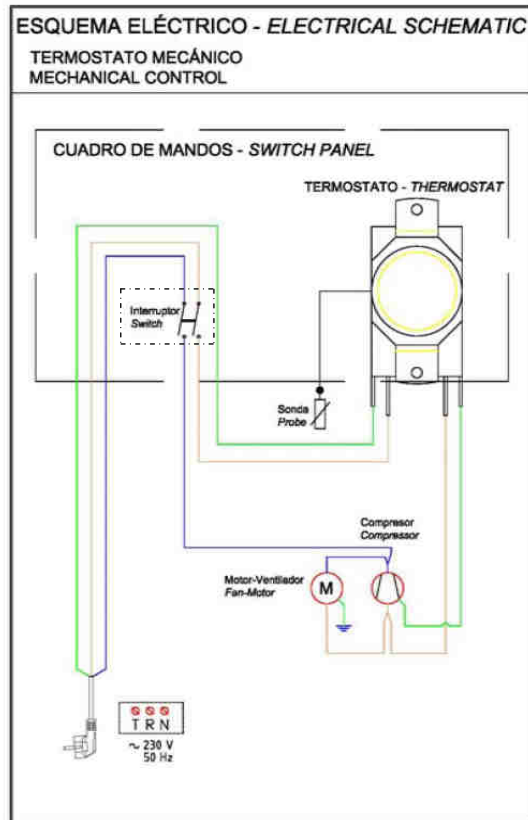 ESQUEMA ELÉCTRICO - ELECTRICAL SCHEMATIC
TERMOSTATO MECÁNICO
MECHANICAL CONTROL
CUADRO DE MANDOS - SWITCH PANEL
TERMOSTATO - THERMOSTAT
Interruptor
Switch
Sonda
Probe
Compresor
Compressor
Motor-Ventilador
Fan-Motor
M
T R N
~ 230 V
50 Hz